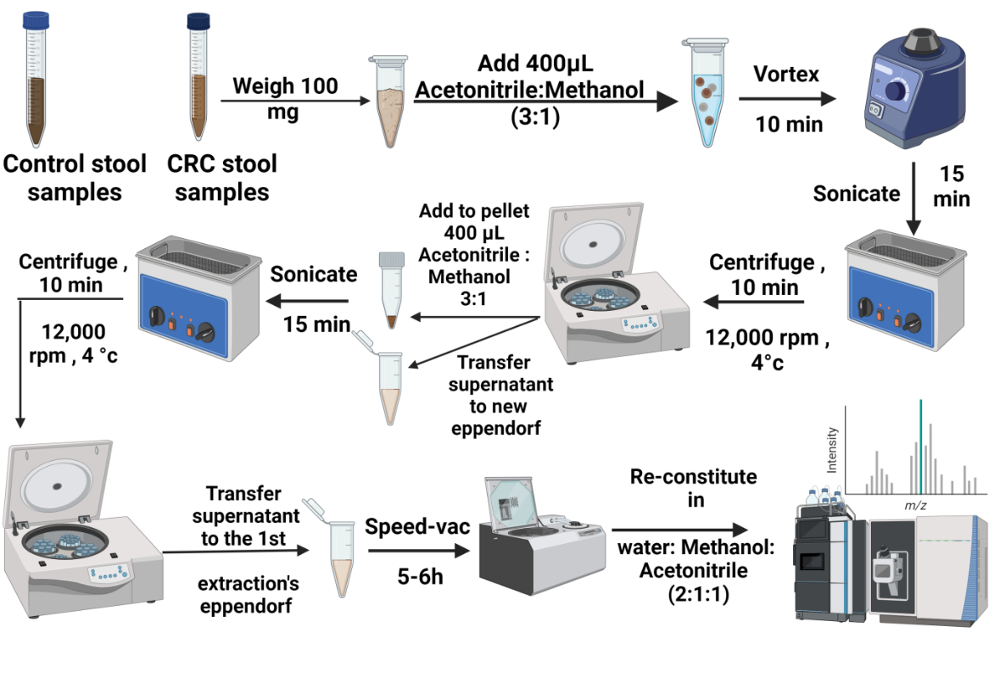 Control stool
samples
CRC stool
samples
Weigh 100
mg
Add 400µL
Acetonitrile:Methanol
(3:1)
Vortex
10 min
Sonicate
15
min
Centrifuge ,
10 min
12,000 rpm ,
4°c
Add to pellet
400 µL
Acetonitrile :
Methanol
3:1
Transfer
supernatant
to new
eppendorf
Sonicate
15 min
Centrifuge ,
10 min
12,000
rpm , 4 °c
Transfer
supernatant
to the 1st
extraction's
eppendorf
Speed-vac
5-6h
Re-constitute
in
water: Methanol:
Acetonitrile
(2:1:1)
Intensity
m/z